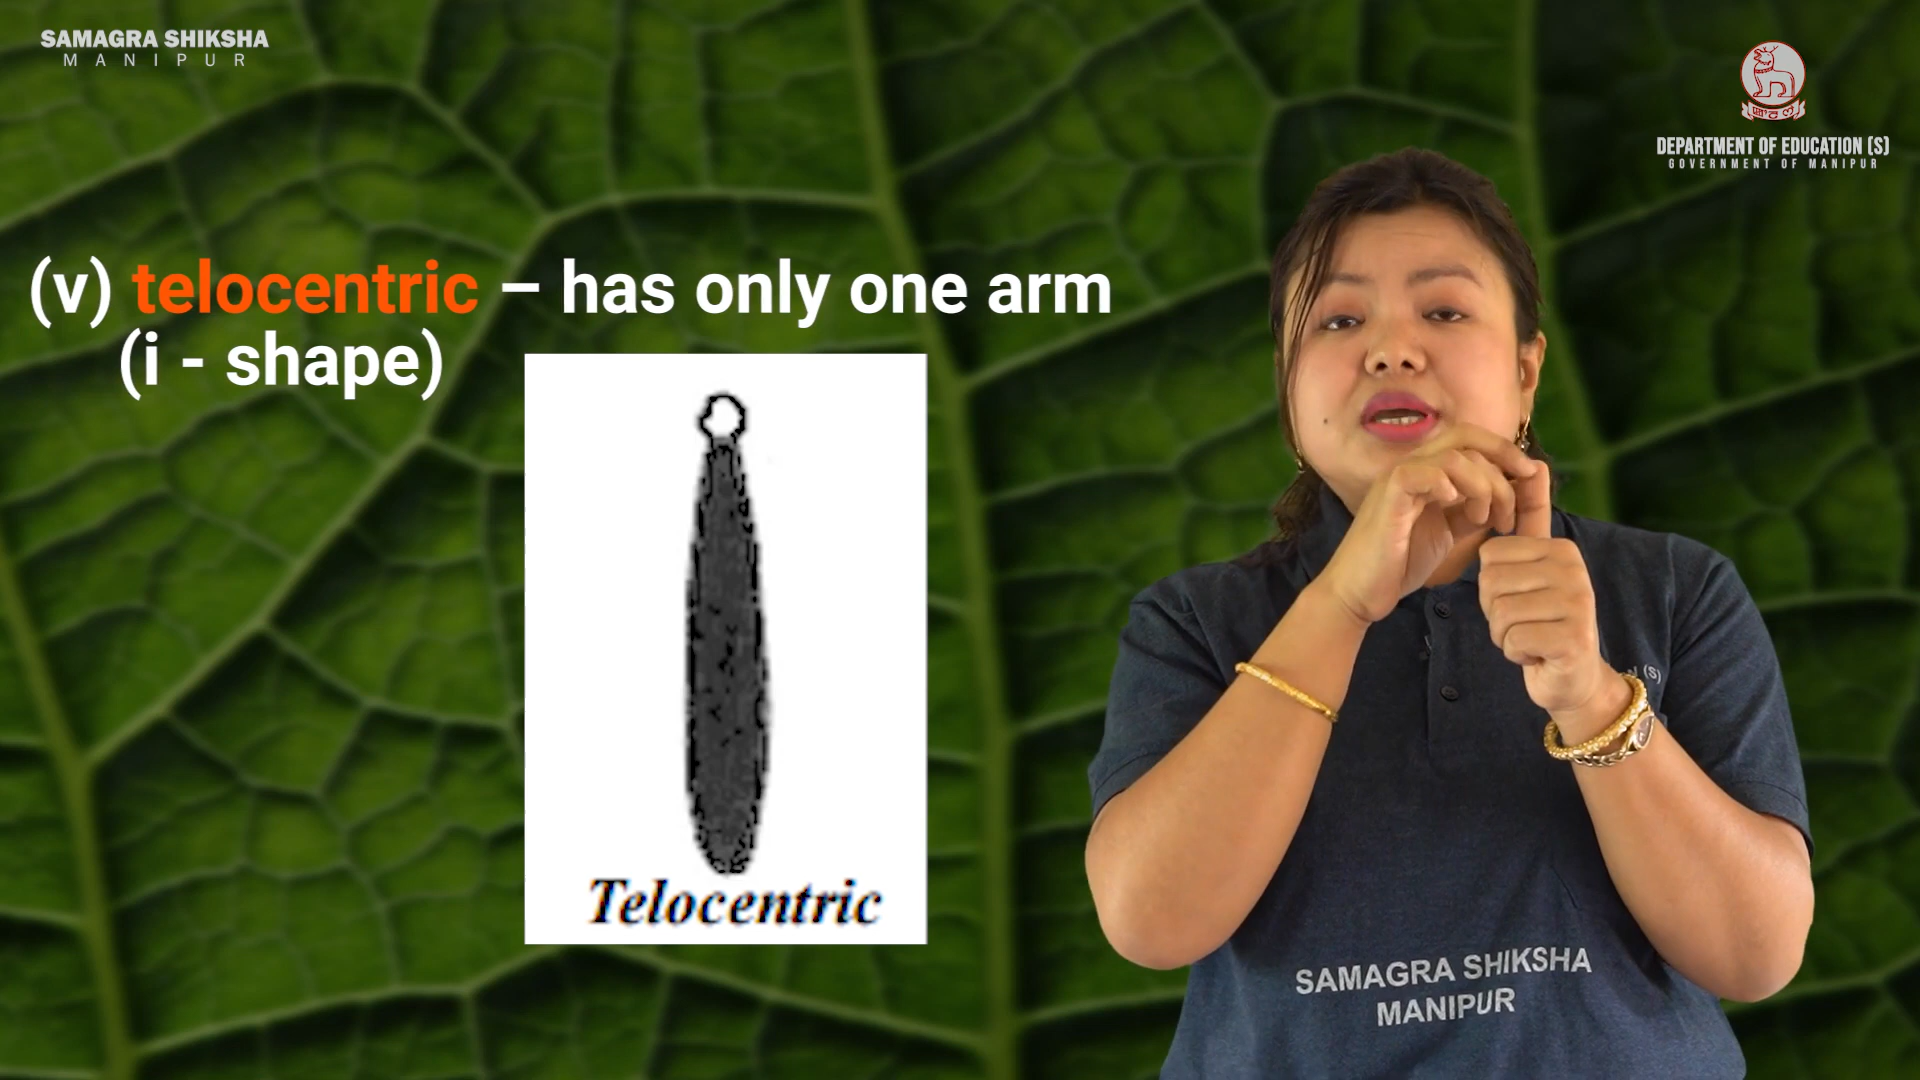 SAMAGRA SHIKSHA
MANIPUR
DEPARTMENT OF EDUCATION (S)
GOVERNMENT OF MANIPUR
(v) telocentric – has only one arm
(i - shape)
Telocentric
N (S)
SAMAGRA SHIKSHA
MANIPUR